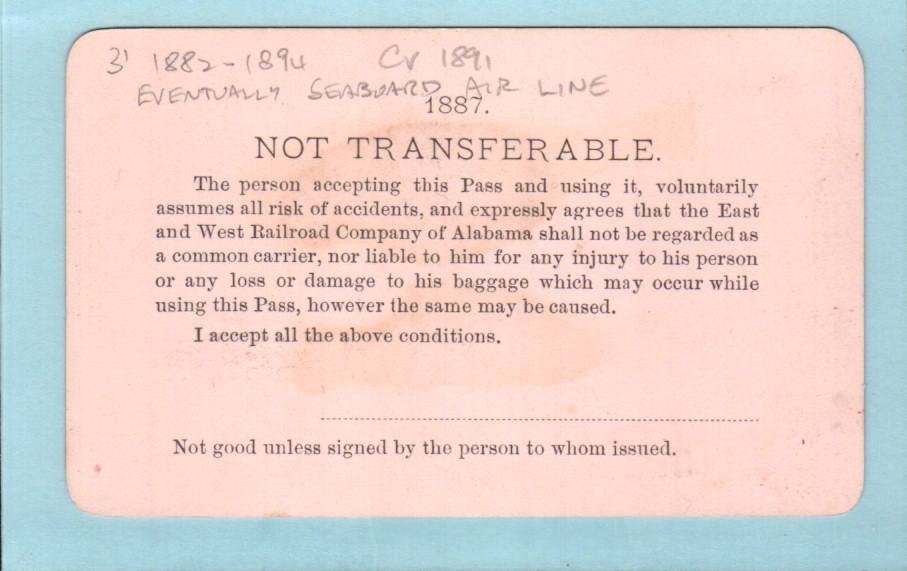 3' 1882-1894 CV 1891
EVENTUALLY SEABOARD AIR LINE
1887.
NOT TRANSFERABLE.
The person accepting this Pass and using it, voluntarily
assumes all risk of accidents, and expressly agrees that the East
and West Railroad Company of Alabama shall not be regarded as
a common carrier, nor liable to him for any injury to his person
or any loss or damage to his baggage which may occur while
using this Pass, however the same may be caused.
I accept all the above conditions.
Not good unless signed by the person to whom issued.